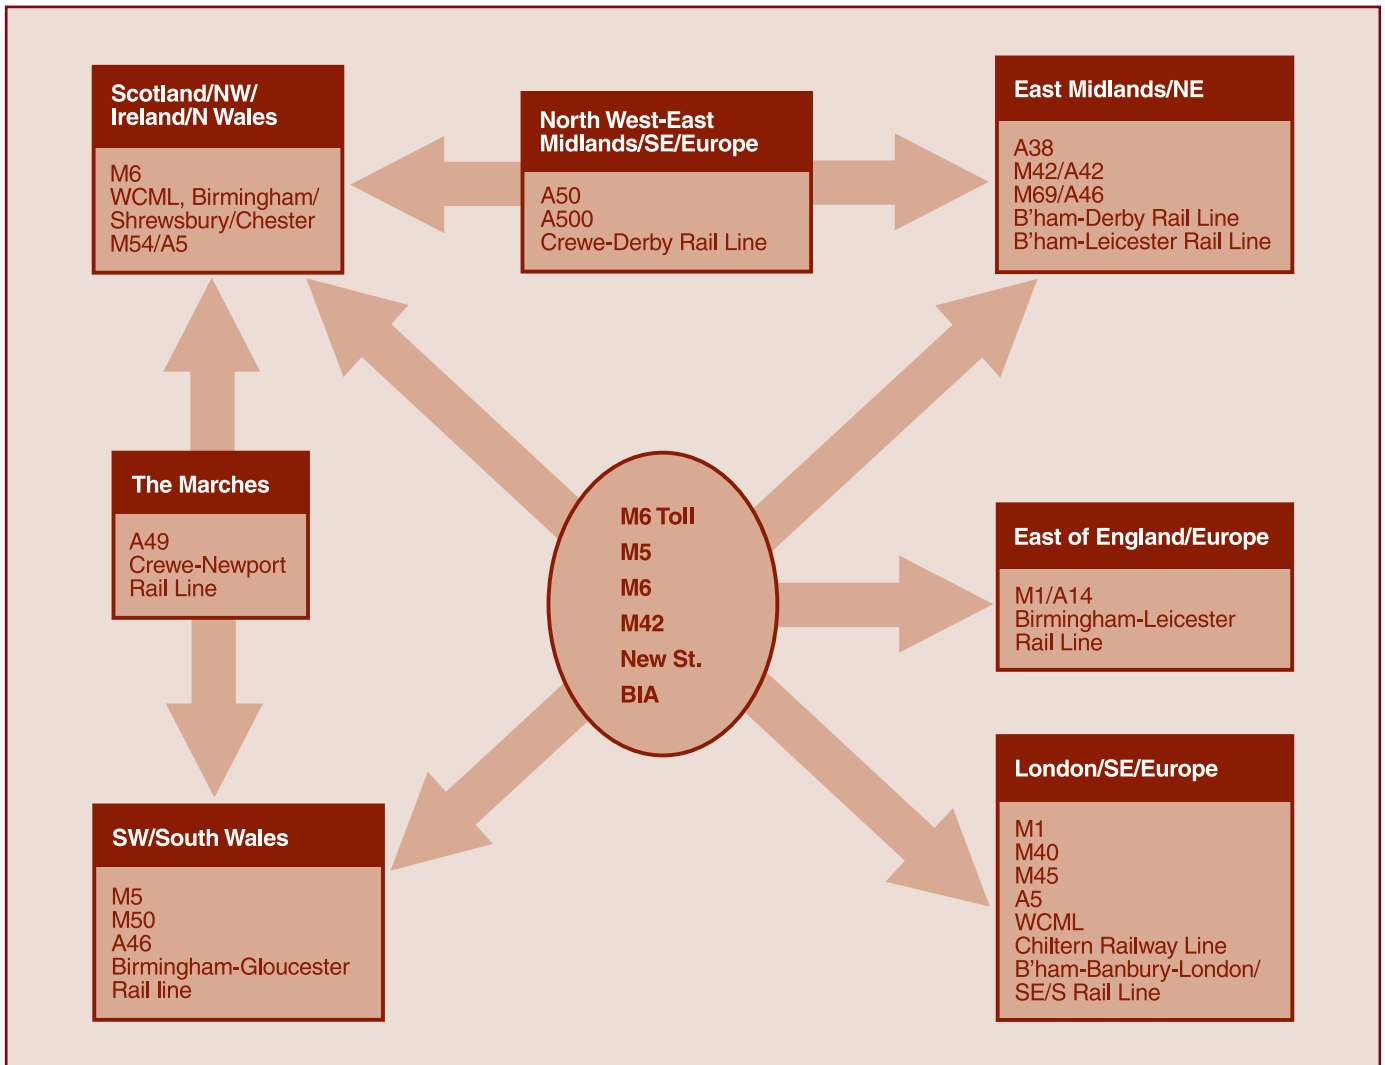 Scotland/NW/
Ireland/N Wales
M6
WCML, Birmingham/
Shrewsbury/Chester
M54/A5
North West-East
Midlands/SE/Europe
A50
A500
Crewe-Derby Rail Line
East Midlands/NE
A38
M42/A42
M69/A46
B'ham-Derby Rail Line
B'ham-Leicester Rail Line
The Marches
A49
Crewe-Newport
Rail Line
M6 Toll
M5
M6
M42
New St.
BIA
East of England/Europe
M1/A14
Birmingham-Leicester
Rail Line
SW/South Wales
M5
M50
A46
Birmingham-Gloucester
Rail line
London/SE/Europe
M1
M40
M45
A5
WCML
Chiltern Railway Line
B'ham-Banbury-London/
SE/S Rail Line